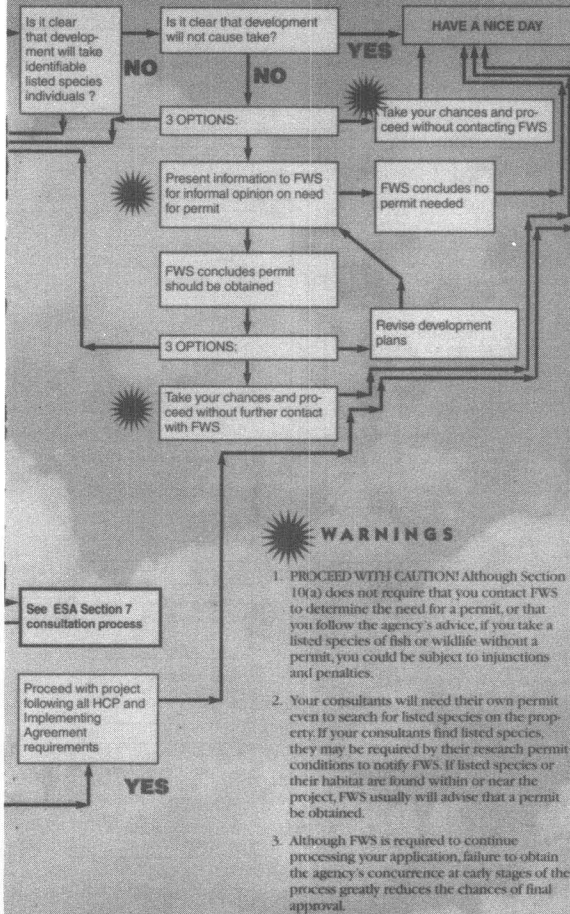 Is it clear
that develop-
ment will take
identifiable
listed species
individuals ?
NO
Is it clear that development
will not cause take?
YES
HAVE A NICE DAY
NO
3 OPTIONS:
Take your chances and pro-
ceed without contacting FWS
Present information to FWS
for informal opinion on need
for permit
FWS concludes no
permit needed
FWS concludes permit
should be obtained
3 OPTIONS:
Revise development
plans
Take your chances and pro-
ceed without further contact
with FWS
See ESA Section 7
consultation process
Proceed with project
following all HCP and
Implementing
Agreement
requirements
YES
WARNINGS
1. PROCEED WITH CAUTION! Although Section
10(a) does not require that you contact FWS
to determine the need for a permit, or that
you follow the agency's advice, if you take a
listed species of fish or wildlife without a
permit, you could be subject to injunctions
and penalties.
2. Your consultants will need their own permit
even to search for listed species on the prop-
erty. If your consultants find listed species,
they may be required by their research permit
conditions to notify FWS. If listed species or
their habitat are found within or near the
project, FWS usually will advise that a permit
be obtained.
3. Although FWS is required to continue
processing your application, failure to obtain
the agency's concurrence at early stages of the
process greatly reduces the chances of final
approval.